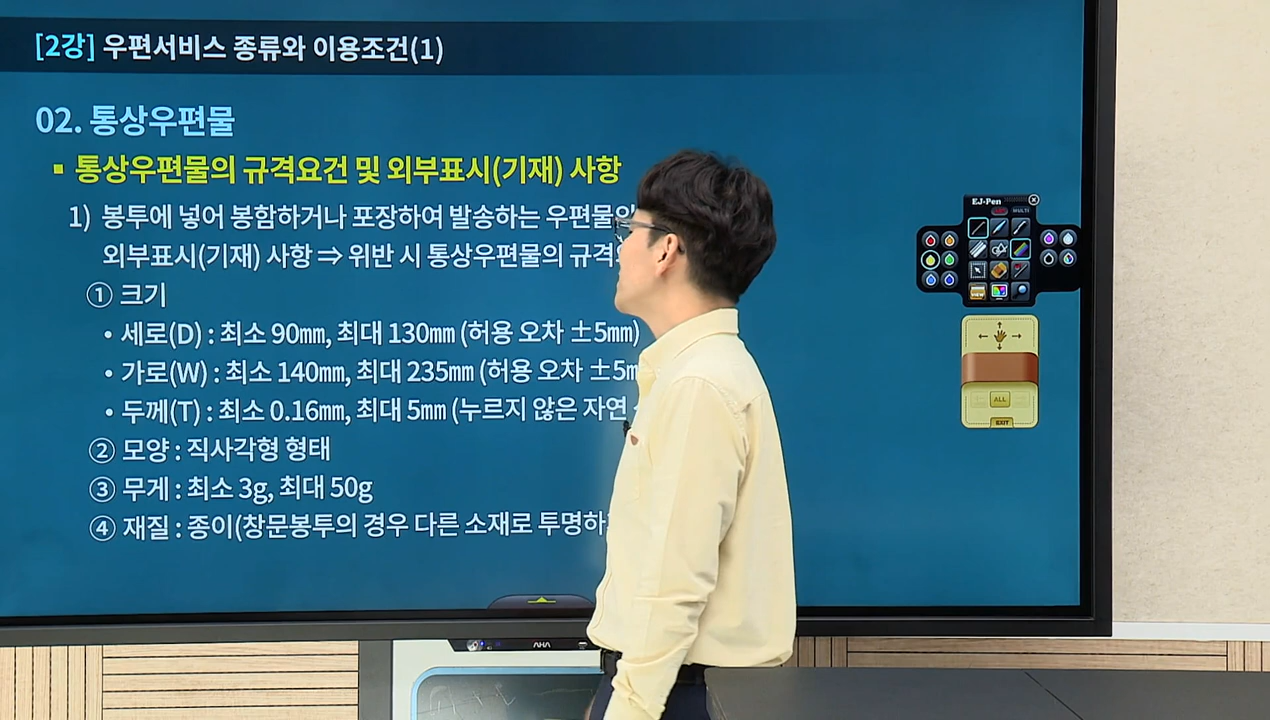 [2강] 우편서비스 종류와 이용조건(1)
02. 통상우편물
▪ 통상우편물의 규격요건 및 외부표시(기재) 사항
1) 봉투에 넣어 봉함하거나 포장하여 발송하는 우편물의
외부표시(기재) 사항 ⇒ 위반 시 통상우편물의 규격
① 크기
• 세로(D) : 최소 90㎜, 최대 130㎜ (허용 오차 ±5㎜)
• 가로(W) : 최소 140㎜, 최대 235㎜ (허용 오차 ±5
• 두께(T) : 최소 0.16㎜, 최대 5㎜ (누르지 않은 자연
② 모양 : 직사각형 형태
③ 무게 : 최소 3g, 최대 50g
④ 재질 : 종이(창문봉투의 경우 다른 소재로 투명하
EJ-Pen
MULTI
VIEW
ALL
EXIT
AHA